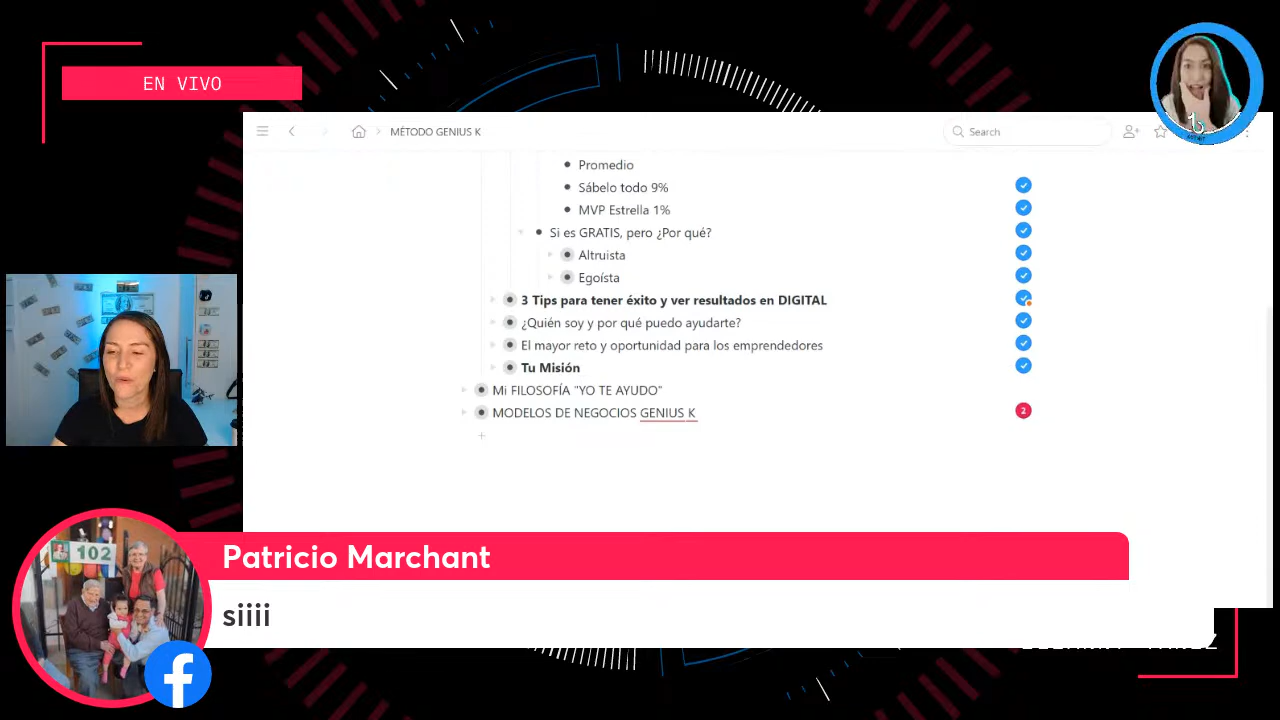 EN VIVO
MÉTODO GENIUS K
Search
Promedio
Sábelo todo 9%
MVP Estrella 1%
Si es GRATIS, pero ¿Por qué?
Altruista
Egoísta
3 Tips para tener éxito y ver resultados en DIGITAL
¿Quién soy y por qué puedo ayudarte?
El mayor reto y oportunidad para los emprendedores
Tu Misión
Mi FILOSOFÍA "YO TE AYUDO"
MODELOS DE NEGOCIOS GENIUS K
2
102
Patricio Marchant
siiii